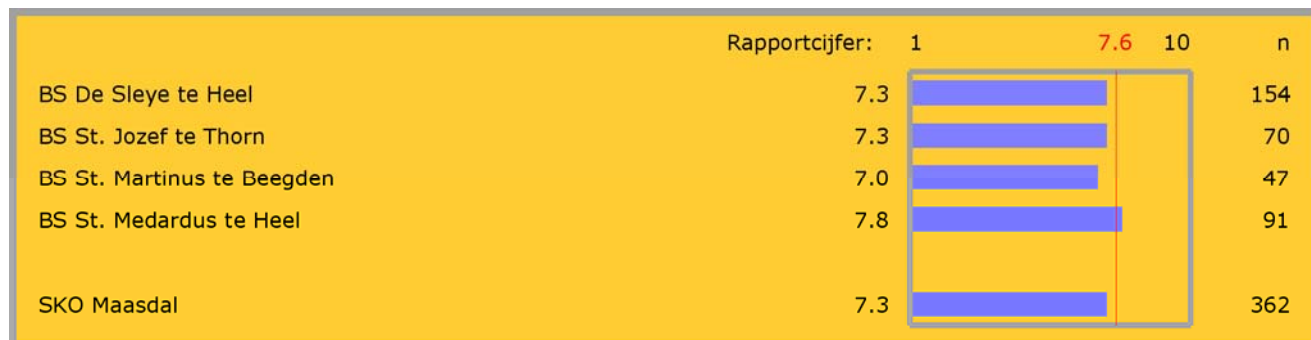 Rapportcijfer: 1 7.6 10 n
BS De Sleye te Heel 7.3 154
BS St. Jozef te Thorn 7.3 70
BS St. Martinus te Beegden 7.0 47
BS St. Medardus te Heel 7.8 91
SKO Maasdal 7.3 362